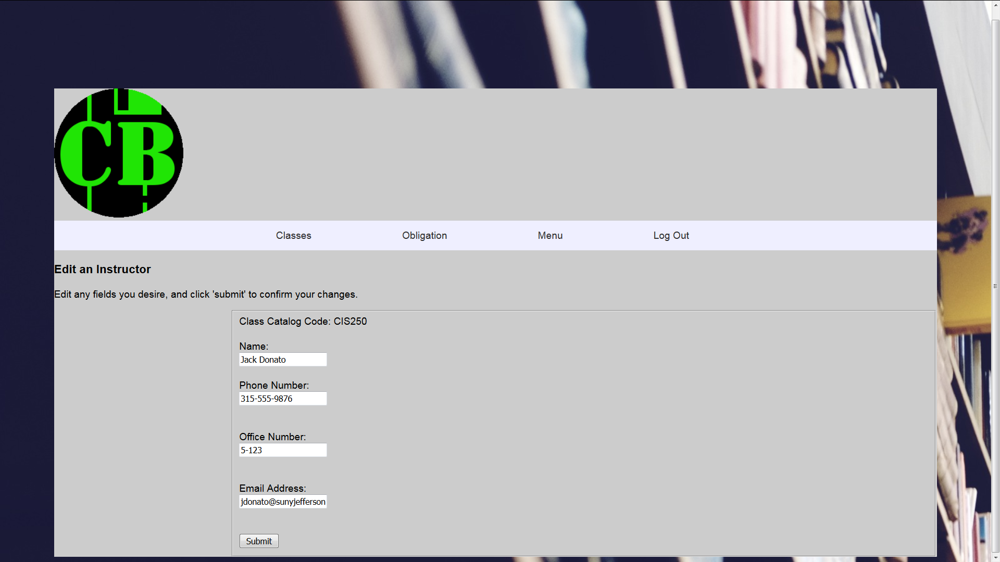 CB
Classes Obligation Menu Log Out
Edit an Instructor
Edit any fields you desire, and click 'submit' to confirm your changes.
Class Catalog Code: CIS250
Name:
Jack Donato
Phone Number:
315-555-9876
Office Number:
5-123
Email Address:
jdonato@sunyjefferson
Submit